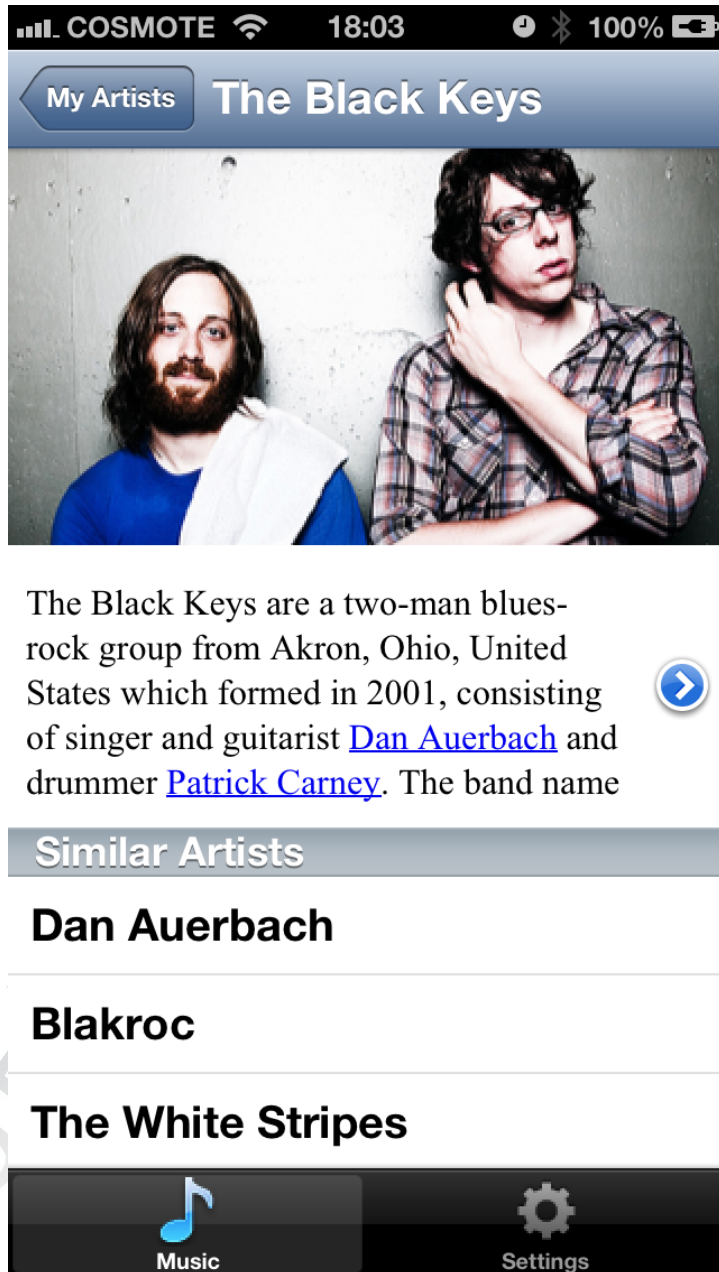 COSMOTE 18:03 100%
My Artists The Black Keys
The Black Keys are a two-man blues-
rock group from Akron, Ohio, United
States which formed in 2001, consisting
of singer and guitarist Dan Auerbach and
drummer Patrick Carney. The band name
Similar Artists
Dan Auerbach
Blakroc
The White Stripes
Music Settings